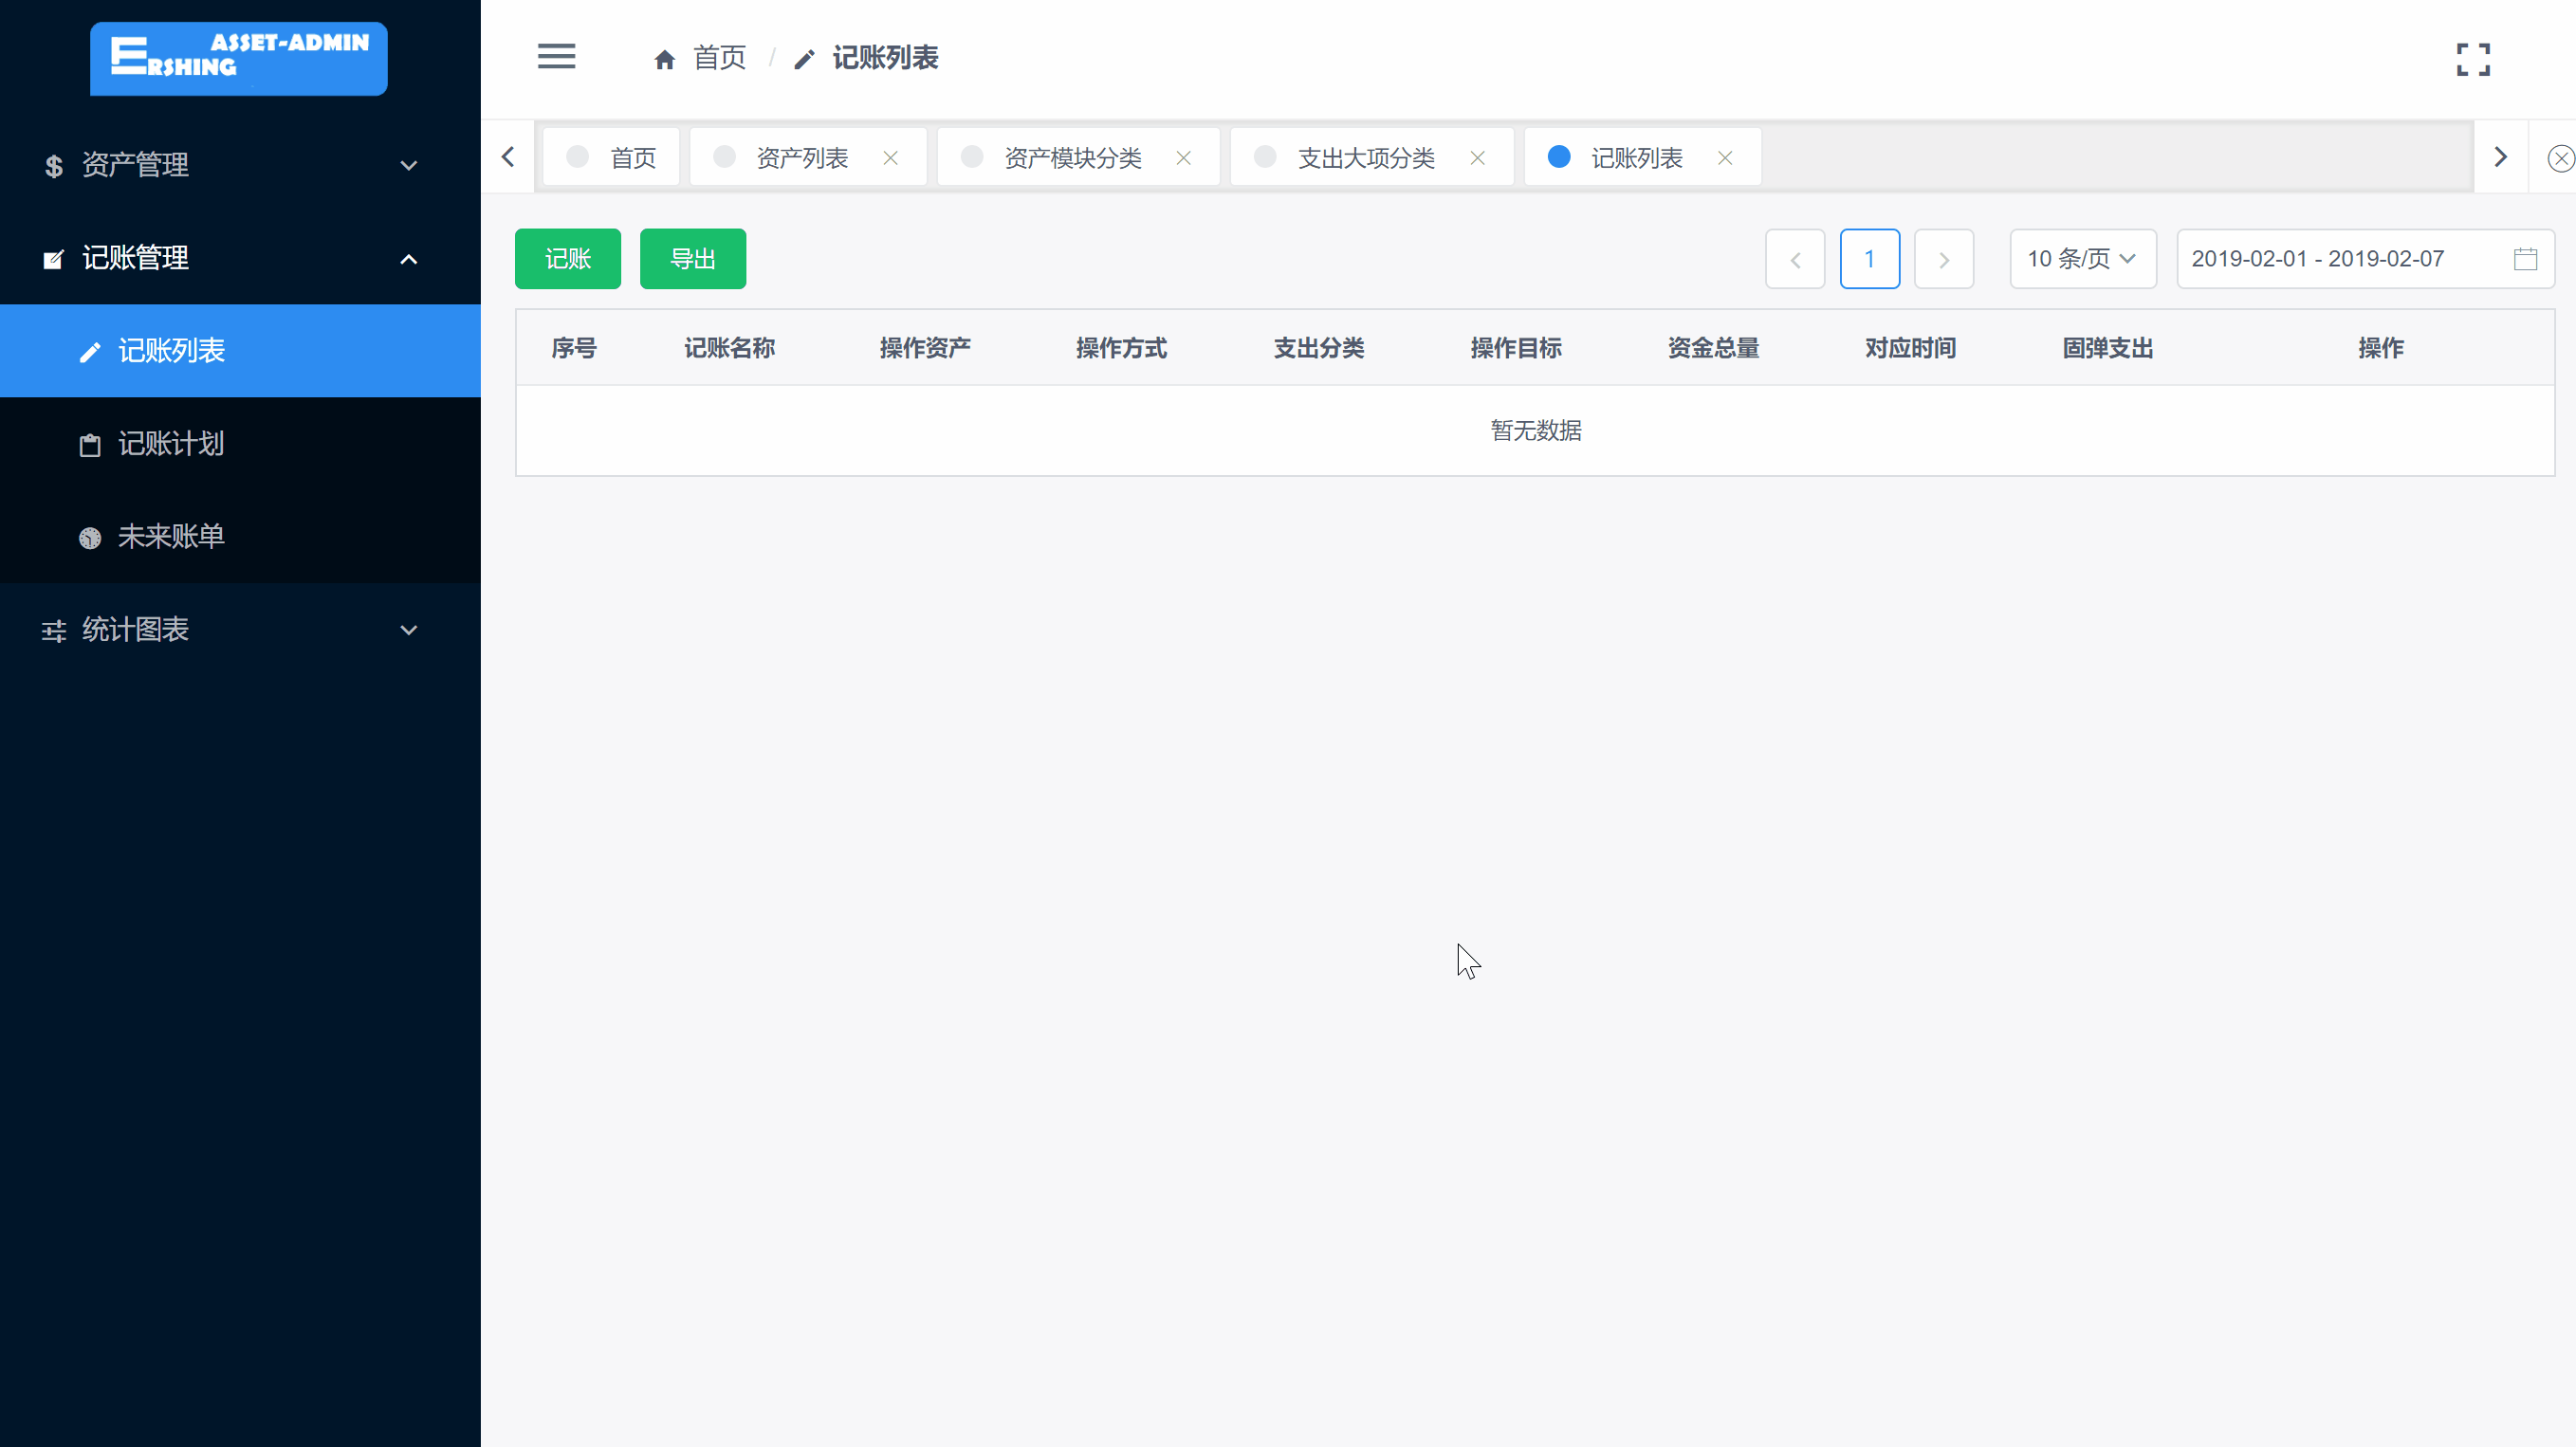 ASSET-ADMIN
ERSHING
资产管理
记账管理
记账列表
记账计划
未来账单
统计图表
首页 / 记账列表
首页 资产列表 资产模块分类 支出大项分类 记账列表
记账 导出 1 10 条/页 2019-02-01 - 2019-02-07
序号 记账名称 操作资产 操作方式 支出分类 操作目标 资金总量 对应时间 固弹支出 操作
暂无数据